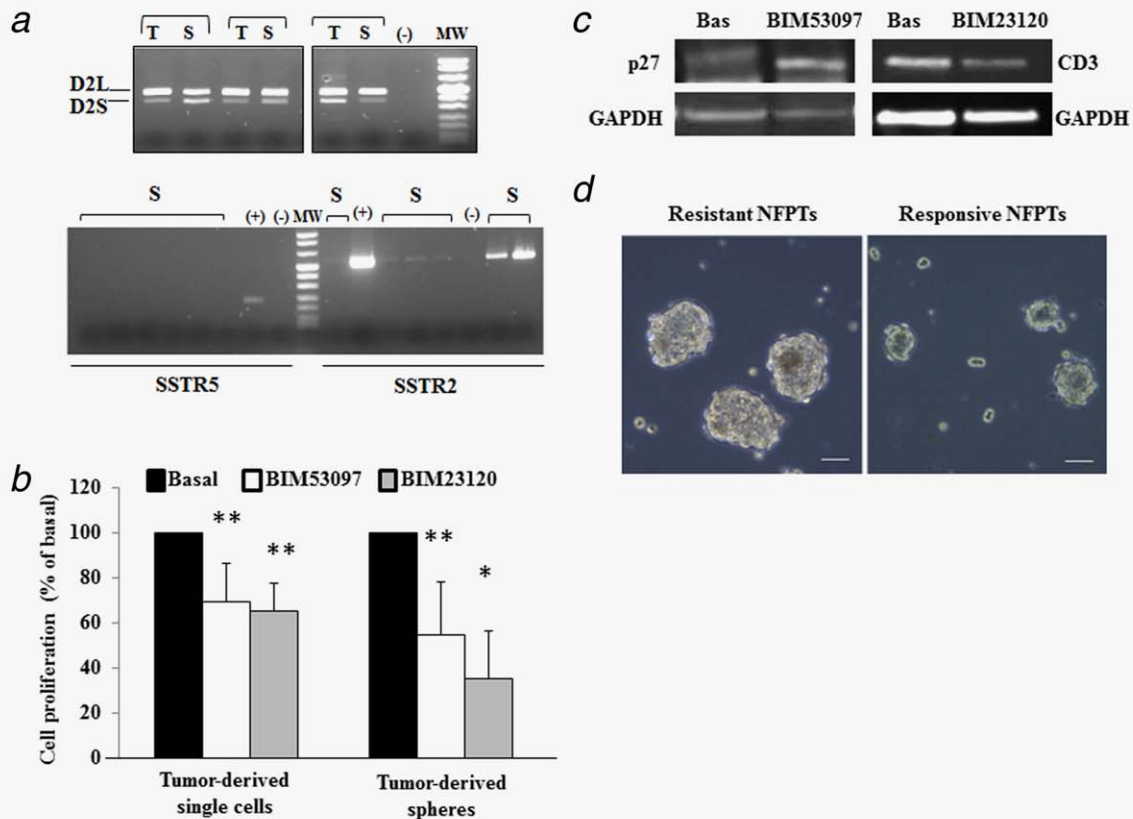 a
T S T S T S (-) MW
D2L
D2S
S (+) (-) MW S (+) S (-) S
SSTR5 SSTR2
b
Basal BIM53097 BIM23120
Cell proliferation (% of basal)
120
100
80
60
40
20
0
** ** ** *
Tumor-derived
single cells
Tumor-derived
spheres
c
Bas BIM53097 Bas BIM23120
p27 CD3
GAPDH GAPDH
d
Resistant NFPTs Responsive NFPTs